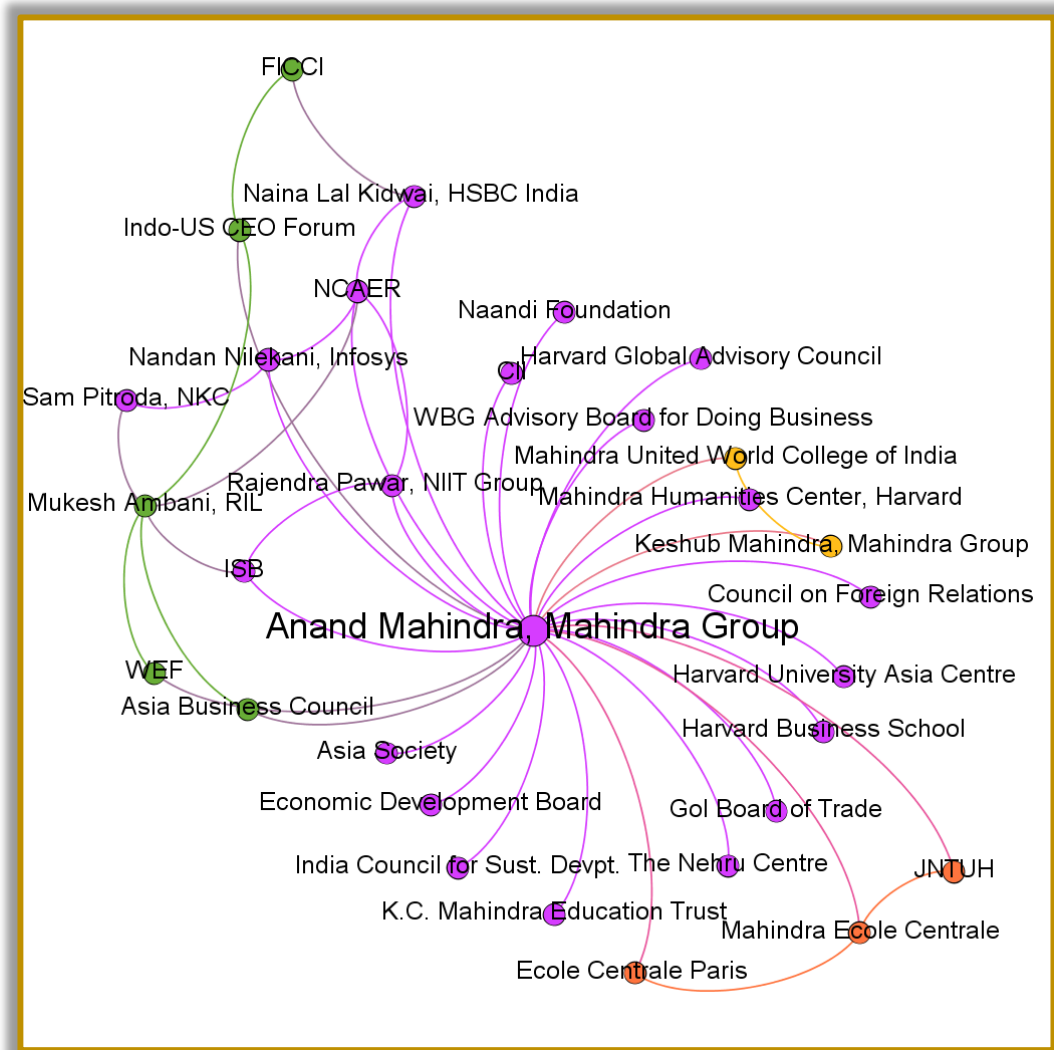 FICCI
Naina Lal Kidwai, HSBC India
Indo-US CEO Forum
NCAER
Naandi Foundation
Nandan Nilekani, Infosys
Harvard Global Advisory Council
CII
Sam Pitroda, NKC
WBG Advisory Board for Doing Business
Mahindra United World College of India
Rajendra Pawar, NIIT Group
Mahindra Humanities Center, Harvard
Mukesh Ambani, RIL
Keshub Mahindra, Mahindra Group
ISB
Council on Foreign Relations
Anand Mahindra, Mahindra Group
WEF
Harvard University Asia Centre
Asia Business Council
Harvard Business School
Asia Society
Economic Development Board
GoI Board of Trade
India Council for Sust. Devpt.
The Nehru Centre
JNTUH
K.C. Mahindra Education Trust
Mahindra Ecole Centrale
Ecole Centrale Paris